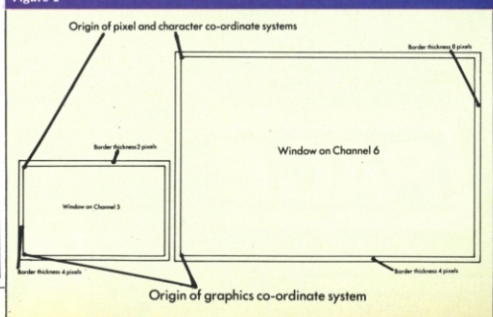 Origin of pixel and character co-ordinate systems
Border thickness 8 pixels
Border thickness 2 pixels
Window on Channel 6
Window on Channel 5
Border thickness 4 pixels
Border thickness 4 pixels
Origin of graphics co-ordinate system